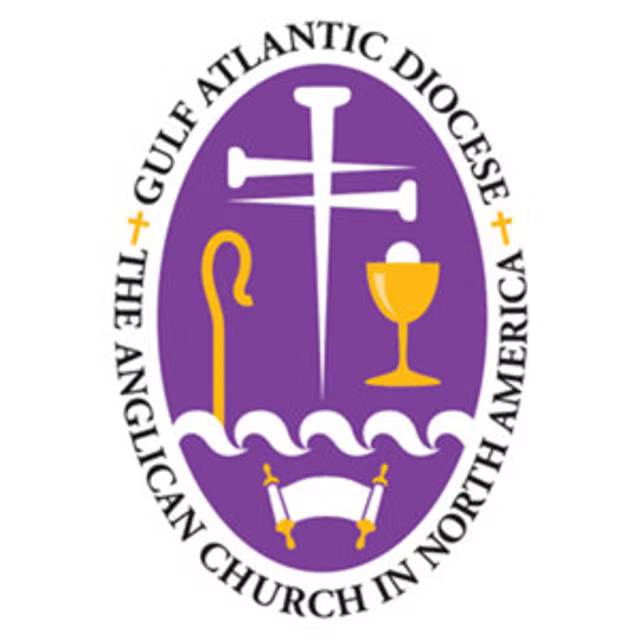 GULF ATLANTIC DIOCESE
THE ANGLICAN CHURCH IN NORTH AMERICA